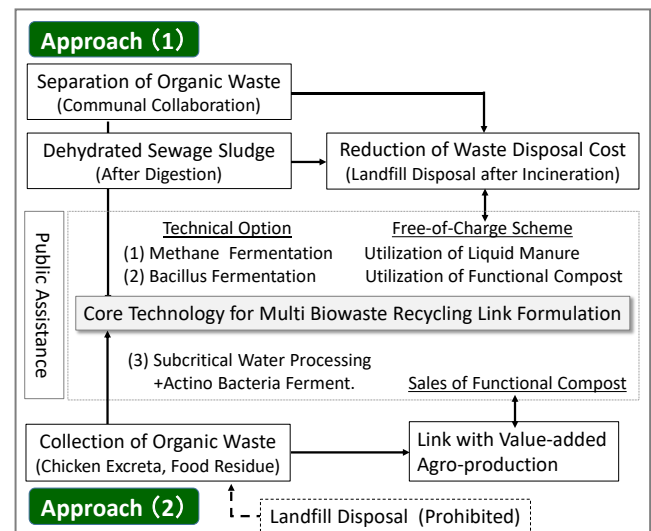 Approach (1)
Separation of Organic Waste
(Communal Collaboration)
Dehydrated Sewage Sludge
(After Digestion)
Reduction of Waste Disposal Cost
(Landfill Disposal after Incineration)
Public Assistance
Technical Option
(1) Methane Fermentation
(2) Bacillus Fermentation
Free-of-Charge Scheme
Utilization of Liquid Manure
Utilization of Functional Compost
Core Technology for Multi Biowaste Recycling Link Formulation
(3) Subcritical Water Processing
+Actino Bacteria Ferment.
Sales of Functional Compost
Collection of Organic Waste
(Chicken Excreta, Food Residue)
Link with Value-added
Agro-production
Approach (2)
Landfill Disposal (Prohibited)